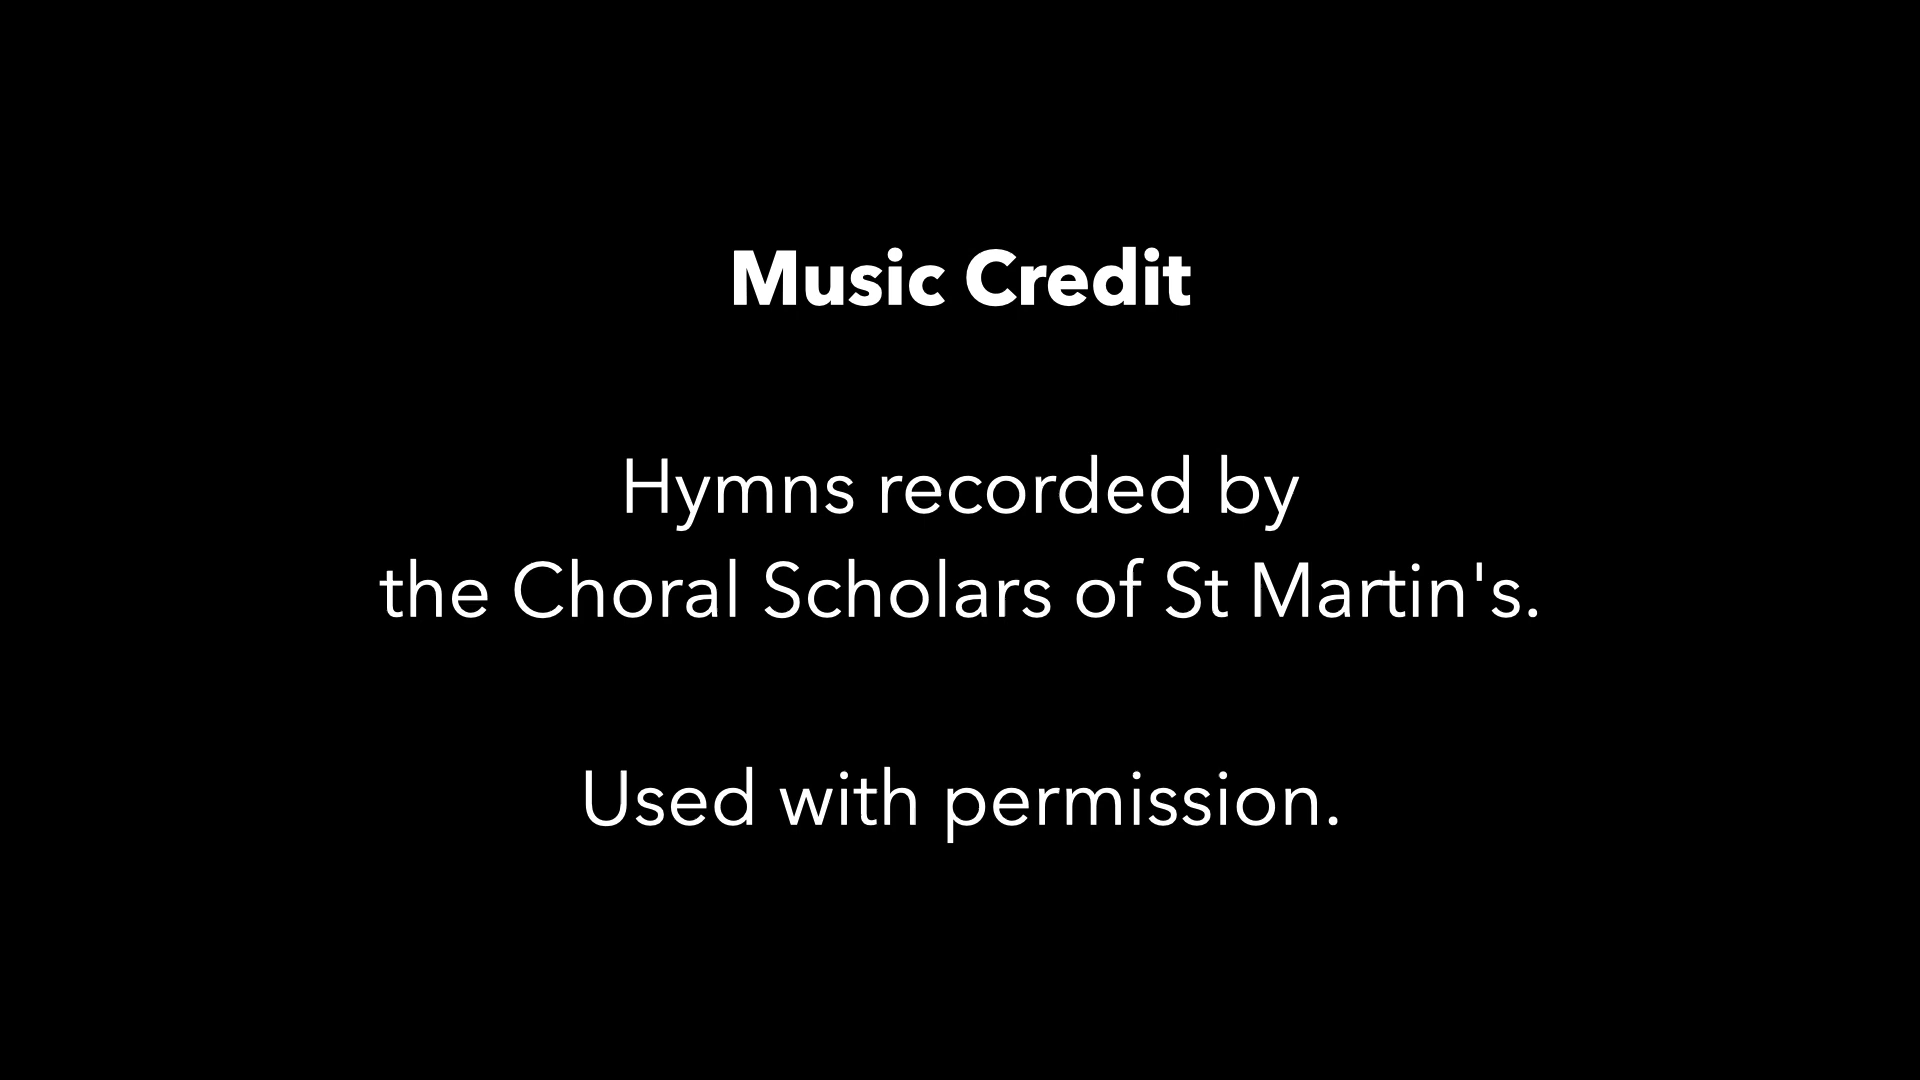 Music Credit
Hymns recorded by
the Choral Scholars of St Martin's.
Used with permission.